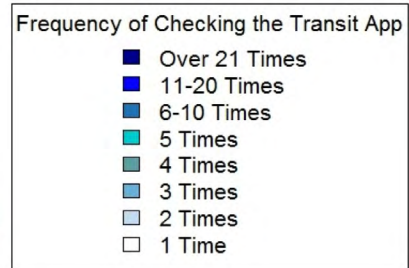 Frequency of Checking the Transit App
Over 21 Times
11-20 Times
6-10 Times
5 Times
4 Times
3 Times
2 Times
1 Time